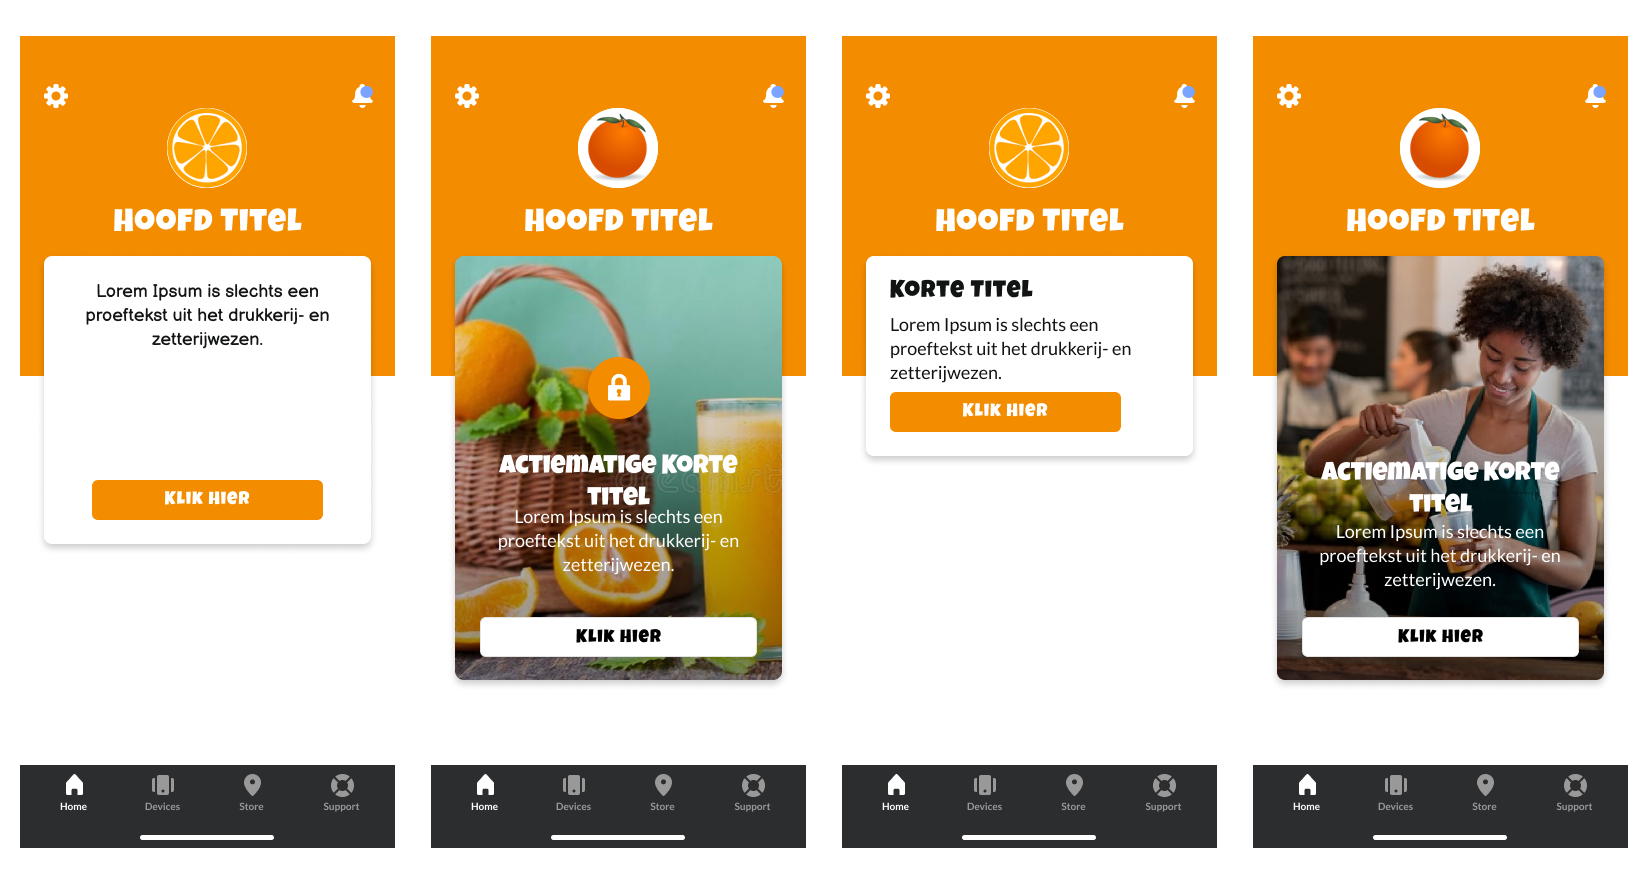 HOOFD TITEL
Lorem Ipsum is slechts een
proeftekst uit het drukkerij- en
zetterijwezen.
KLIK HIER
Home
Devices
Store
Support
HOOFD TITEL
ACTIEMATIGE KORTE
TITEL
Lorem Ipsum is slechts een
proeftekst uit het drukkerij- en
zetterijwezen.
KLIK HIER
Home
Devices
Store
Support
HOOFD TITEL
KORTE TITEL
Lorem Ipsum is slechts een
proeftekst uit het drukkerij- en
zetterijwezen.
KLIK HIER
Home
Devices
Store
Support
HOOFD TITEL
ACTIEMATIGE KORTE
TITEL
Lorem Ipsum is slechts een
proeftekst uit het drukkerij- en
zetterijwezen.
KLIK HIER
Home
Devices
Store
Support